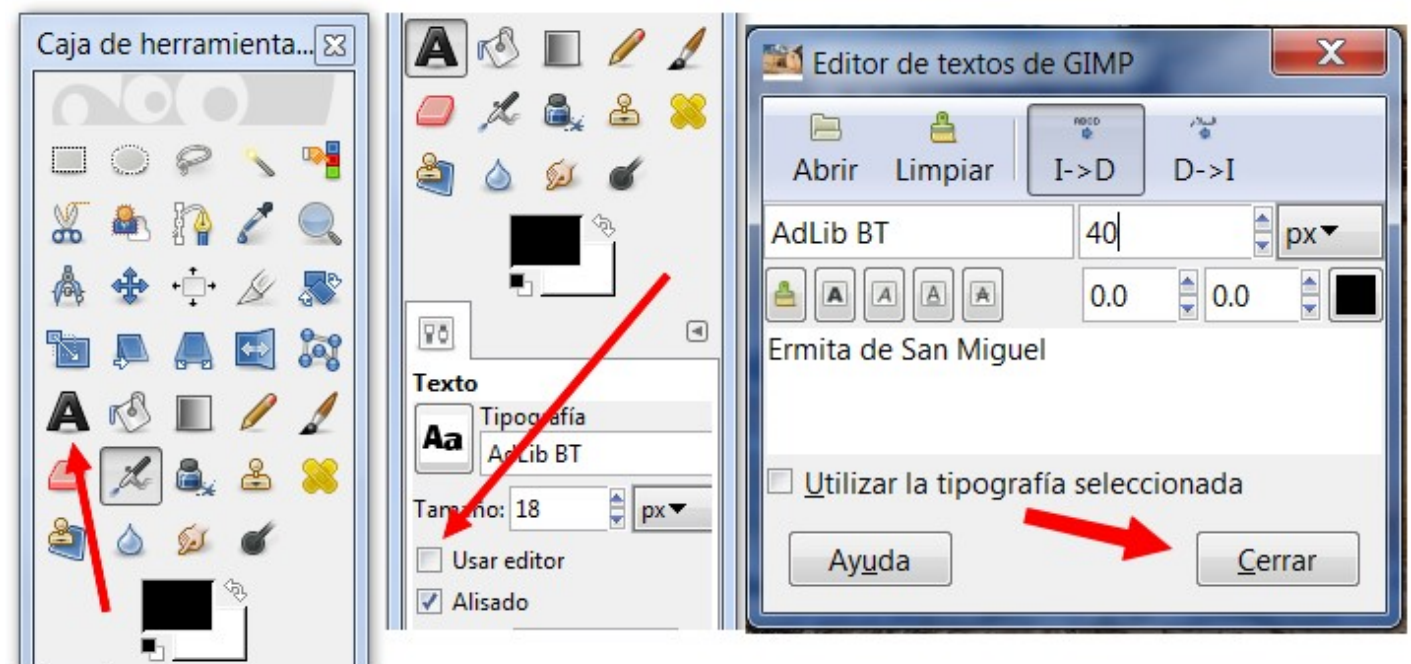 Caja de herramienta...
A
A
Texto
Aa
Tipografía
AdLib BT
Tamaño: 18 px
Usar editor
Alisado
Editor de textos de GIMP
Abrir Limpiar I->D D->I
AdLib BT 40 px
A A A A 0.0 0.0
Ermita de San Miguel
Utilizar la tipografía seleccionada
Ayuda Cerrar